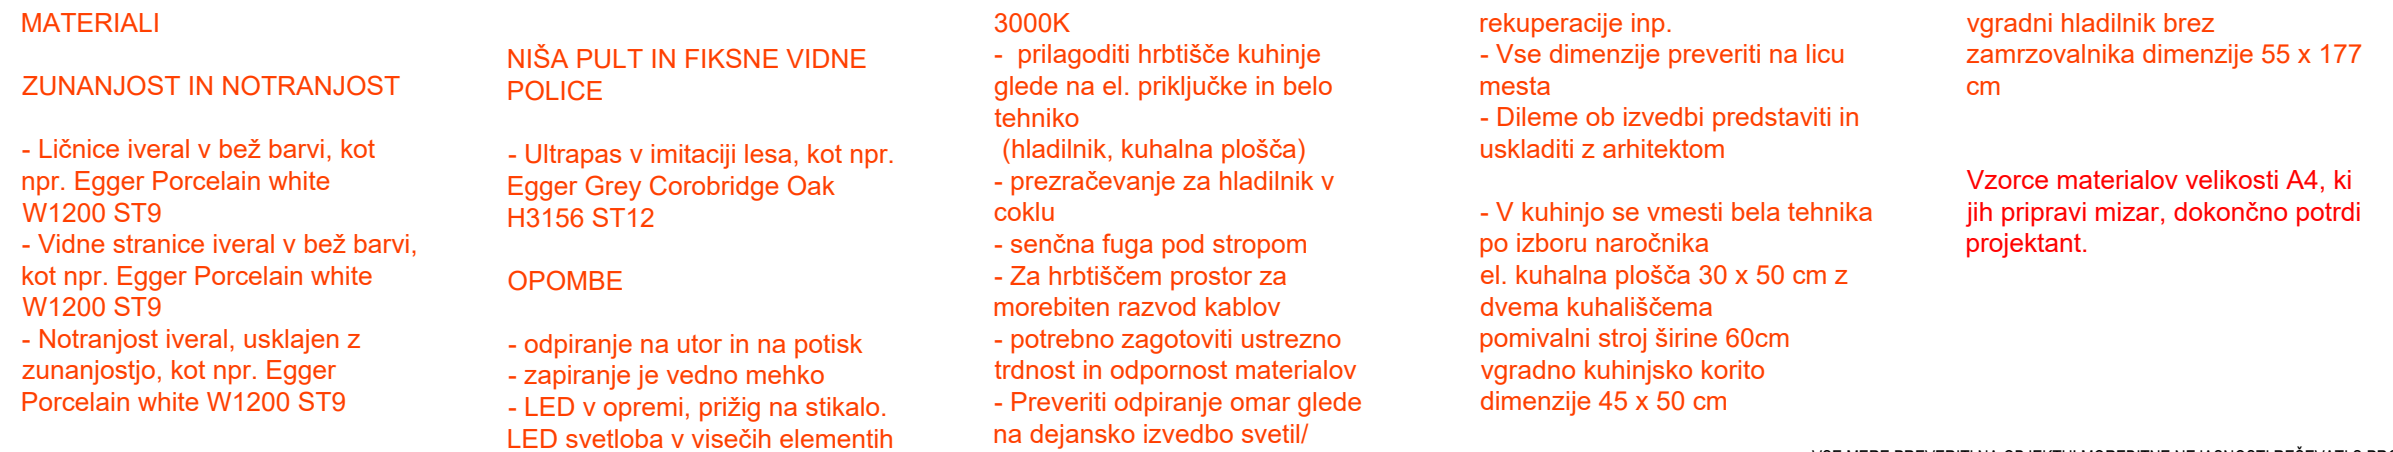 MATERIALI
ZUNANJOST IN NOTRANJOST
- Ličnice iveral v bež barvi, kot
npr. Egger Porcelain white
W1200 ST9
- Vidne stranice iveral v bež barvi,
kot npr. Egger Porcelain white
W1200 ST9
- Notranjost iveral, usklajen z
zunanjostjo, kot npr. Egger
Porcelain white W1200 ST9
NIŠA PULT IN FIKSNE VIDNE
POLICE
- Ultrapas v imitaciji lesa, kot npr.
Egger Grey Corobridge Oak
H3156 ST12
OPOMBE
- odpiranje na utor in na potisk
- zapiranje je vedno mehko
- LED v opremi, prižig na stikalo.
LED svetloba v visečih elementih
3000K
- prilagoditi hrbtišče kuhinje
glede na el. priključke in belo
tehniko
(hladilnik, kuhalna plošča)
- prezračevanje za hladilnik v
coklu
- senčna fuga pod stropom
- Za hrbtiščem prostor za
morebiten razvod kablov
- potrebno zagotoviti ustrezno
trdnost in odpornost materialov
- Preveriti odpiranje omar glede
na dejansko izvedbo svetil/
rekuperacije inp.
- Vse dimenzije preveriti na licu
mesta
- Dileme ob izvedbi predstaviti in
uskladiti z arhitektom
- V kuhinjo se vmesti bela tehnika
po izboru naročnika
el. kuhalna plošča 30 x 50 cm z
dvema kuhališčema
pomivalni stroj širine 60cm
vgradno kuhinjsko korito
dimenzije 45 x 50 cm
vgradni hladilnik brez
zamrzovalnika dimenzije 55 x 177
cm
Vzorce materialov velikosti A4, ki
jih pripravi mizar, dokončno potrdi
projektant.